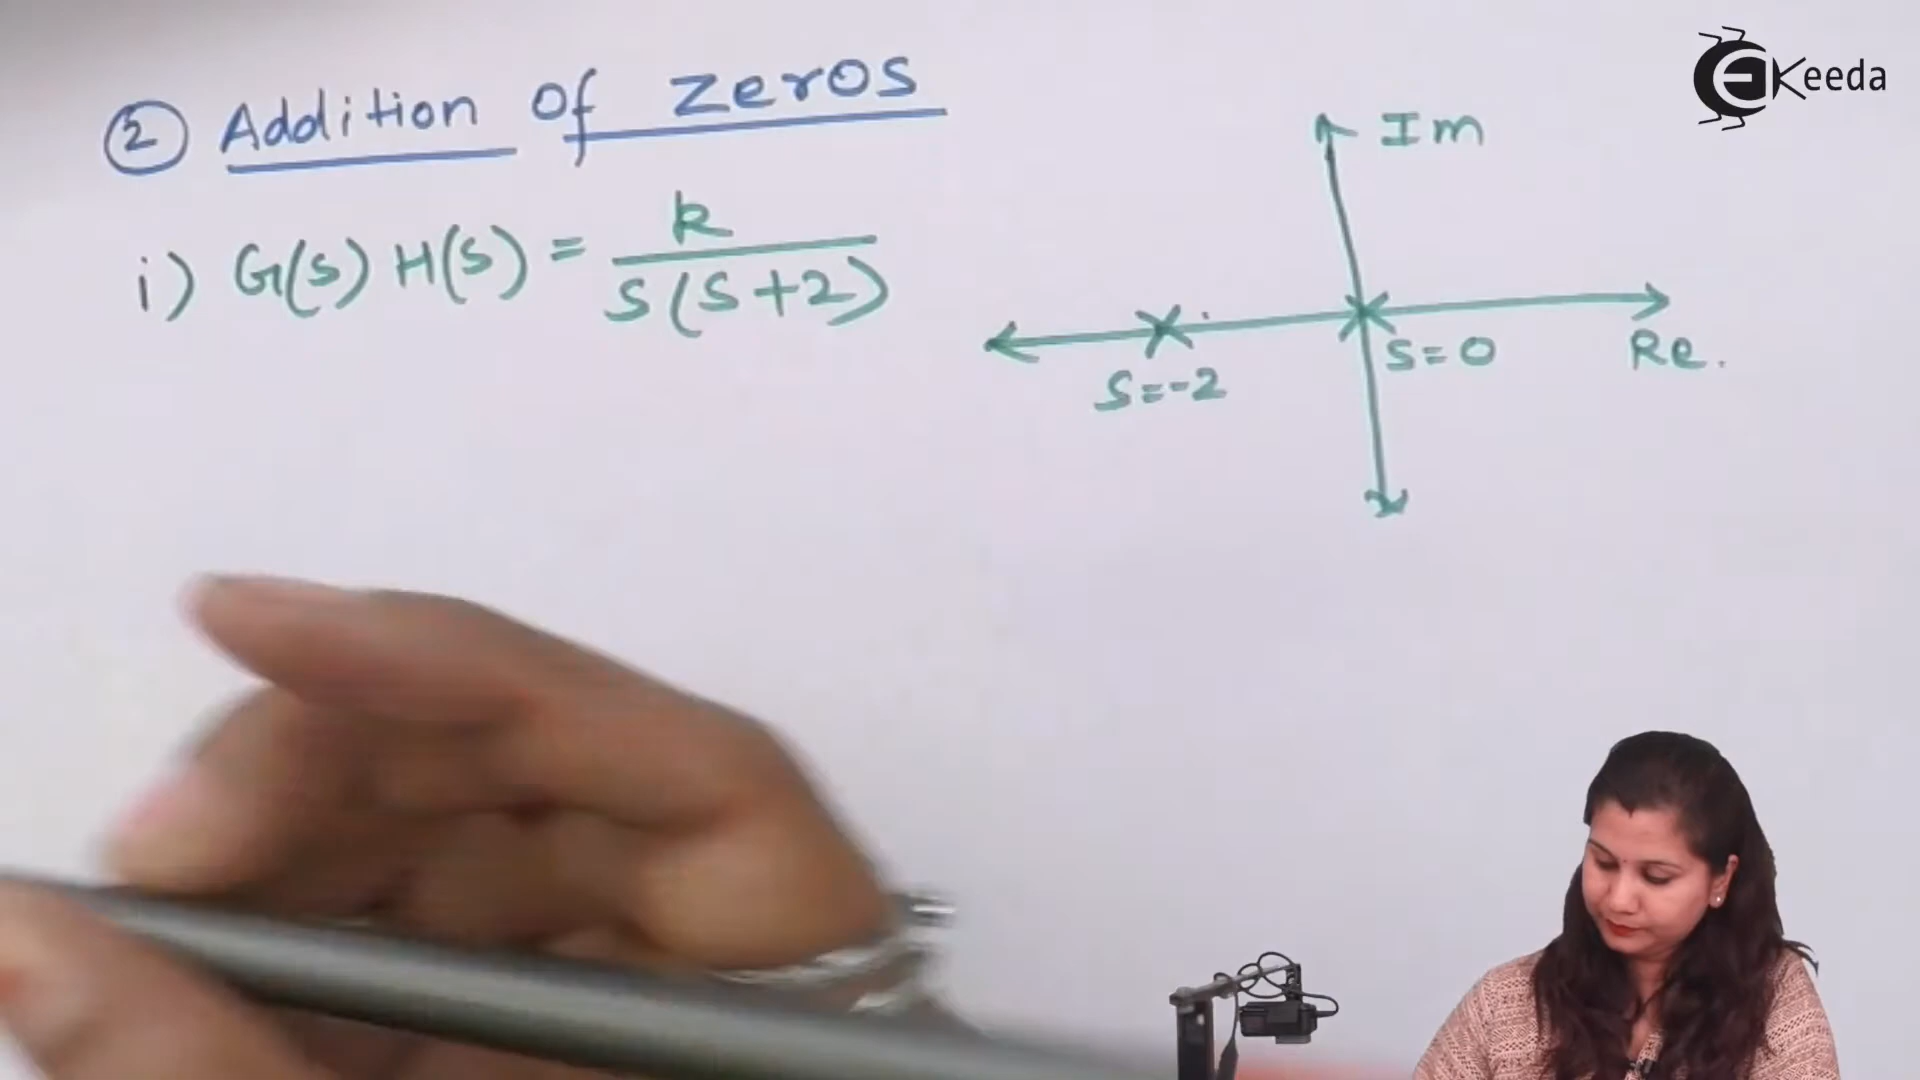 ② Addition of zeros
i) G(s) H(s) = k / s(s+2)
Im
s=0
Re.
s=-2
Keeda